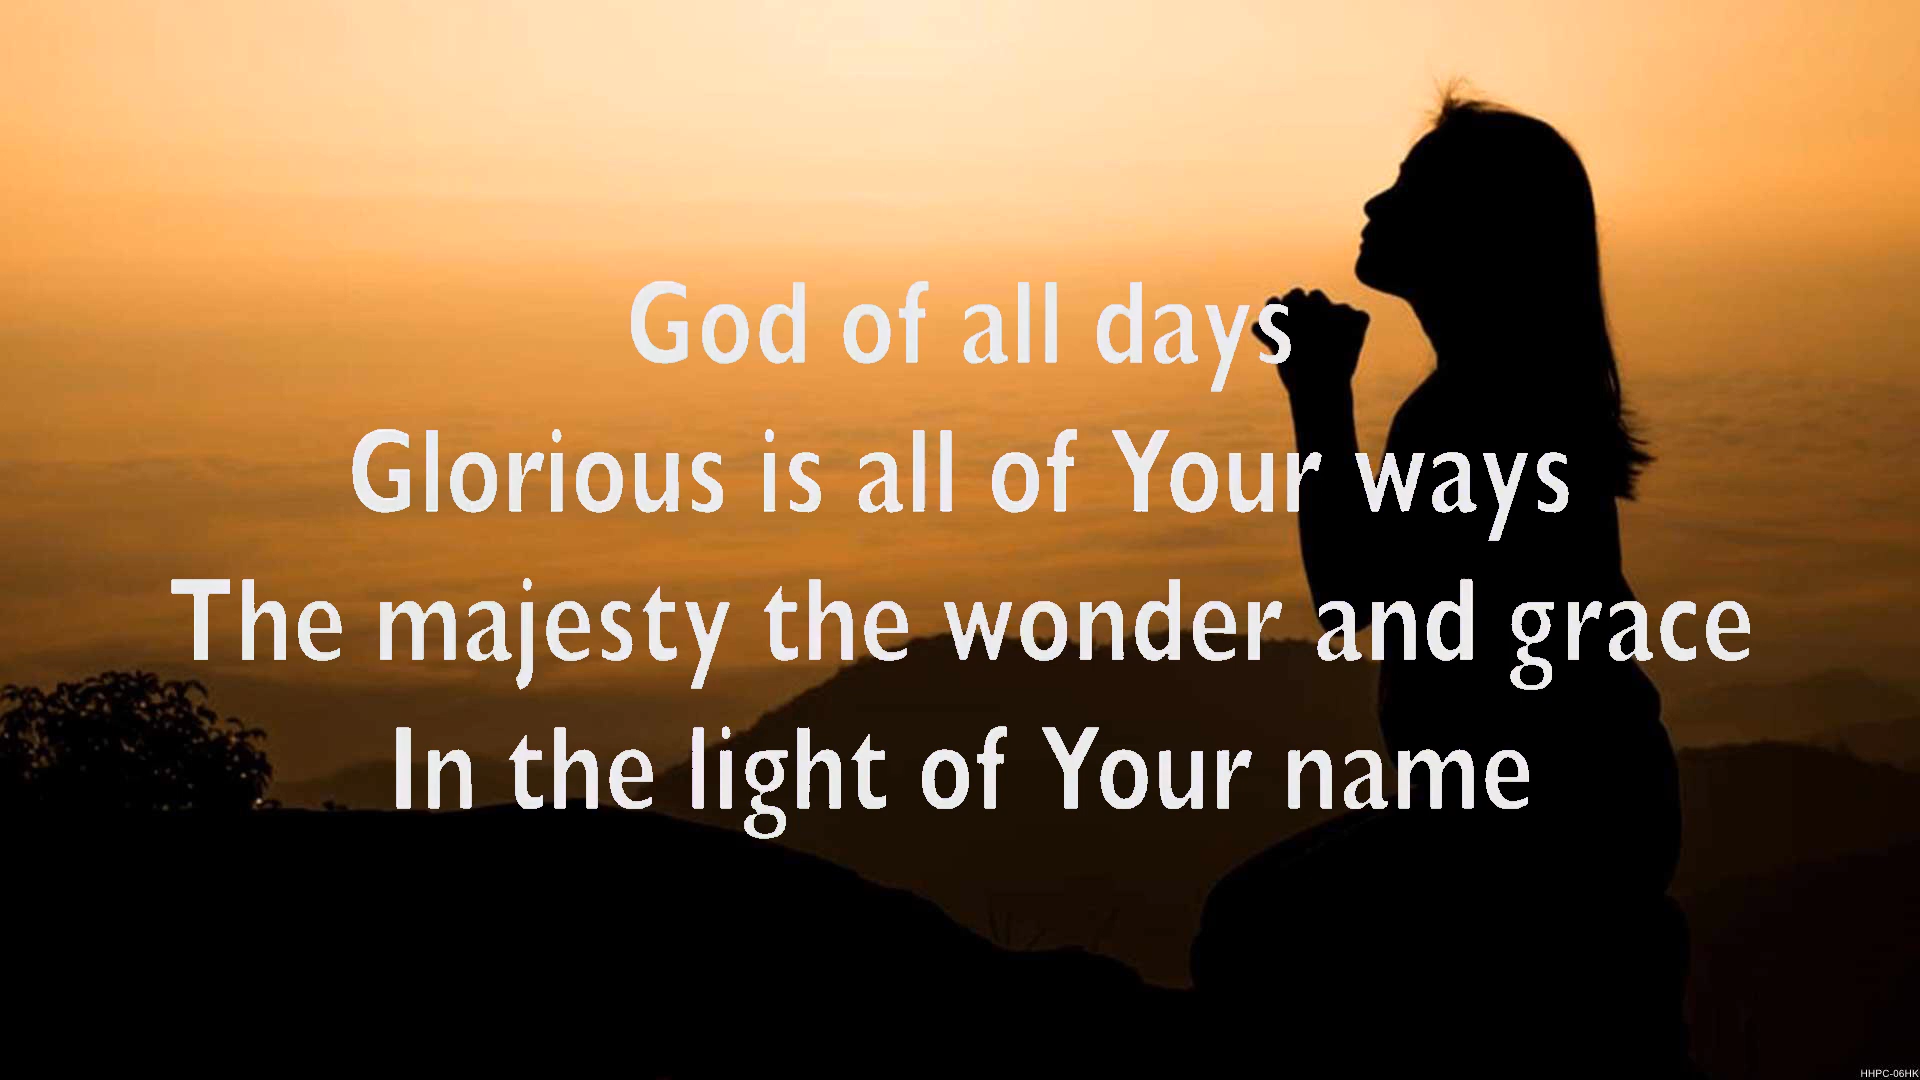 God of all days
Glorious is all of Your ways
The majesty the wonder and grace
In the light of Your name
HHPC-06HK